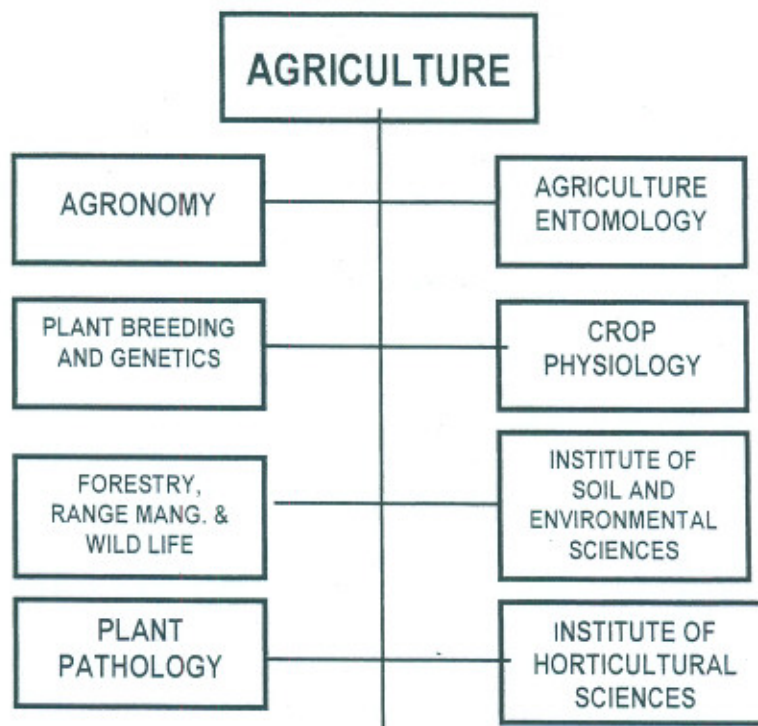 AGRICULTURE
AGRONOMY
AGRICULTURE
ENTOMOLOGY
PLANT BREEDING
AND GENETICS
CROP
PHYSIOLOGY
FORESTRY,
RANGE MANG. &
WILD LIFE
INSTITUTE OF
SOIL AND
ENVIRONMENTAL
SCIENCES
PLANT
PATHOLOGY
INSTITUTE OF
HORTICULTURAL
SCIENCES